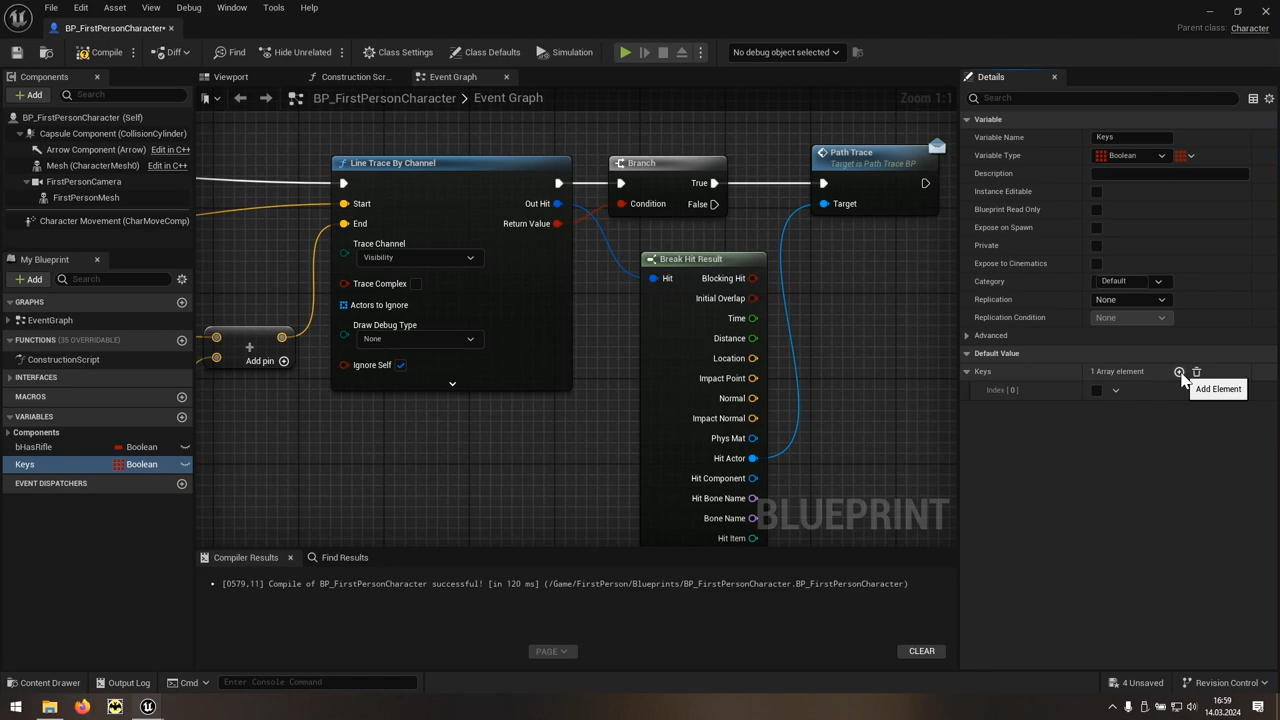 File Edit Asset View Debug Window Tools Help
BP_FirstPersonCharacter•
Parent class: Character
Compile Diff Find Hide Unrelated Class Settings Class Defaults Simulation No debug object selected
Components
Add Search
BP_FirstPersonCharacter (Self)
Capsule Component (CollisionCylinder)
Arrow Component (Arrow) Edit in C++
Mesh (CharacterMesh0) Edit in C++
FirstPersonCamera
FirstPersonMesh
Character Movement (CharMoveComp)
My Blueprint
Add Search
GRAPHS
EventGraph
FUNCTIONS (35 OVERRIDABLE)
ConstructionScript
INTERFACES
MACROS
VARIABLES
Components
bHasRifle Boolean
Keys Boolean
EVENT DISPATCHERS
Viewport Construction Scr... Event Graph
BP_FirstPersonCharacter > Event Graph Zoom 1:1
Add pin
Line Trace By Channel
Start Out Hit
End Return Value
Trace Channel
Visibility
Trace Complex
Actors to Ignore
Draw Debug Type
None
Ignore Self
Branch
True
Condition False
Path Trace
Target is Path Trace BP
Target
Break Hit Result
Hit Blocking Hit
Initial Overlap
Time
Distance
Location
Impact Point
Normal
Impact Normal
Phys Mat
Hit Actor
Hit Component
Hit Bone Name
Bone Name
Hit Item
BLUEPRINT
Compiler Results Find Results
[0579,11] Compile of BP_FirstPersonCharacter successful! [in 120 ms] (/Game/FirstPerson/Blueprints/BP_FirstPersonCharacter.BP_FirstPersonCharacter)
PAGE CLEAR
Details
Search
Variable
Variable Name Keys
Variable Type Boolean
Description
Instance Editable
Blueprint Read Only
Expose on Spawn
Private
Expose to Cinematics
Category Default
Replication None
Replication Condition None
Advanced
Default Value
Keys 1 Array element
Index [ 0 ] Add Element
Content Drawer Output Log Cmd Enter Console Command 4 Unsaved Revision Control
16:59
14.03.2024